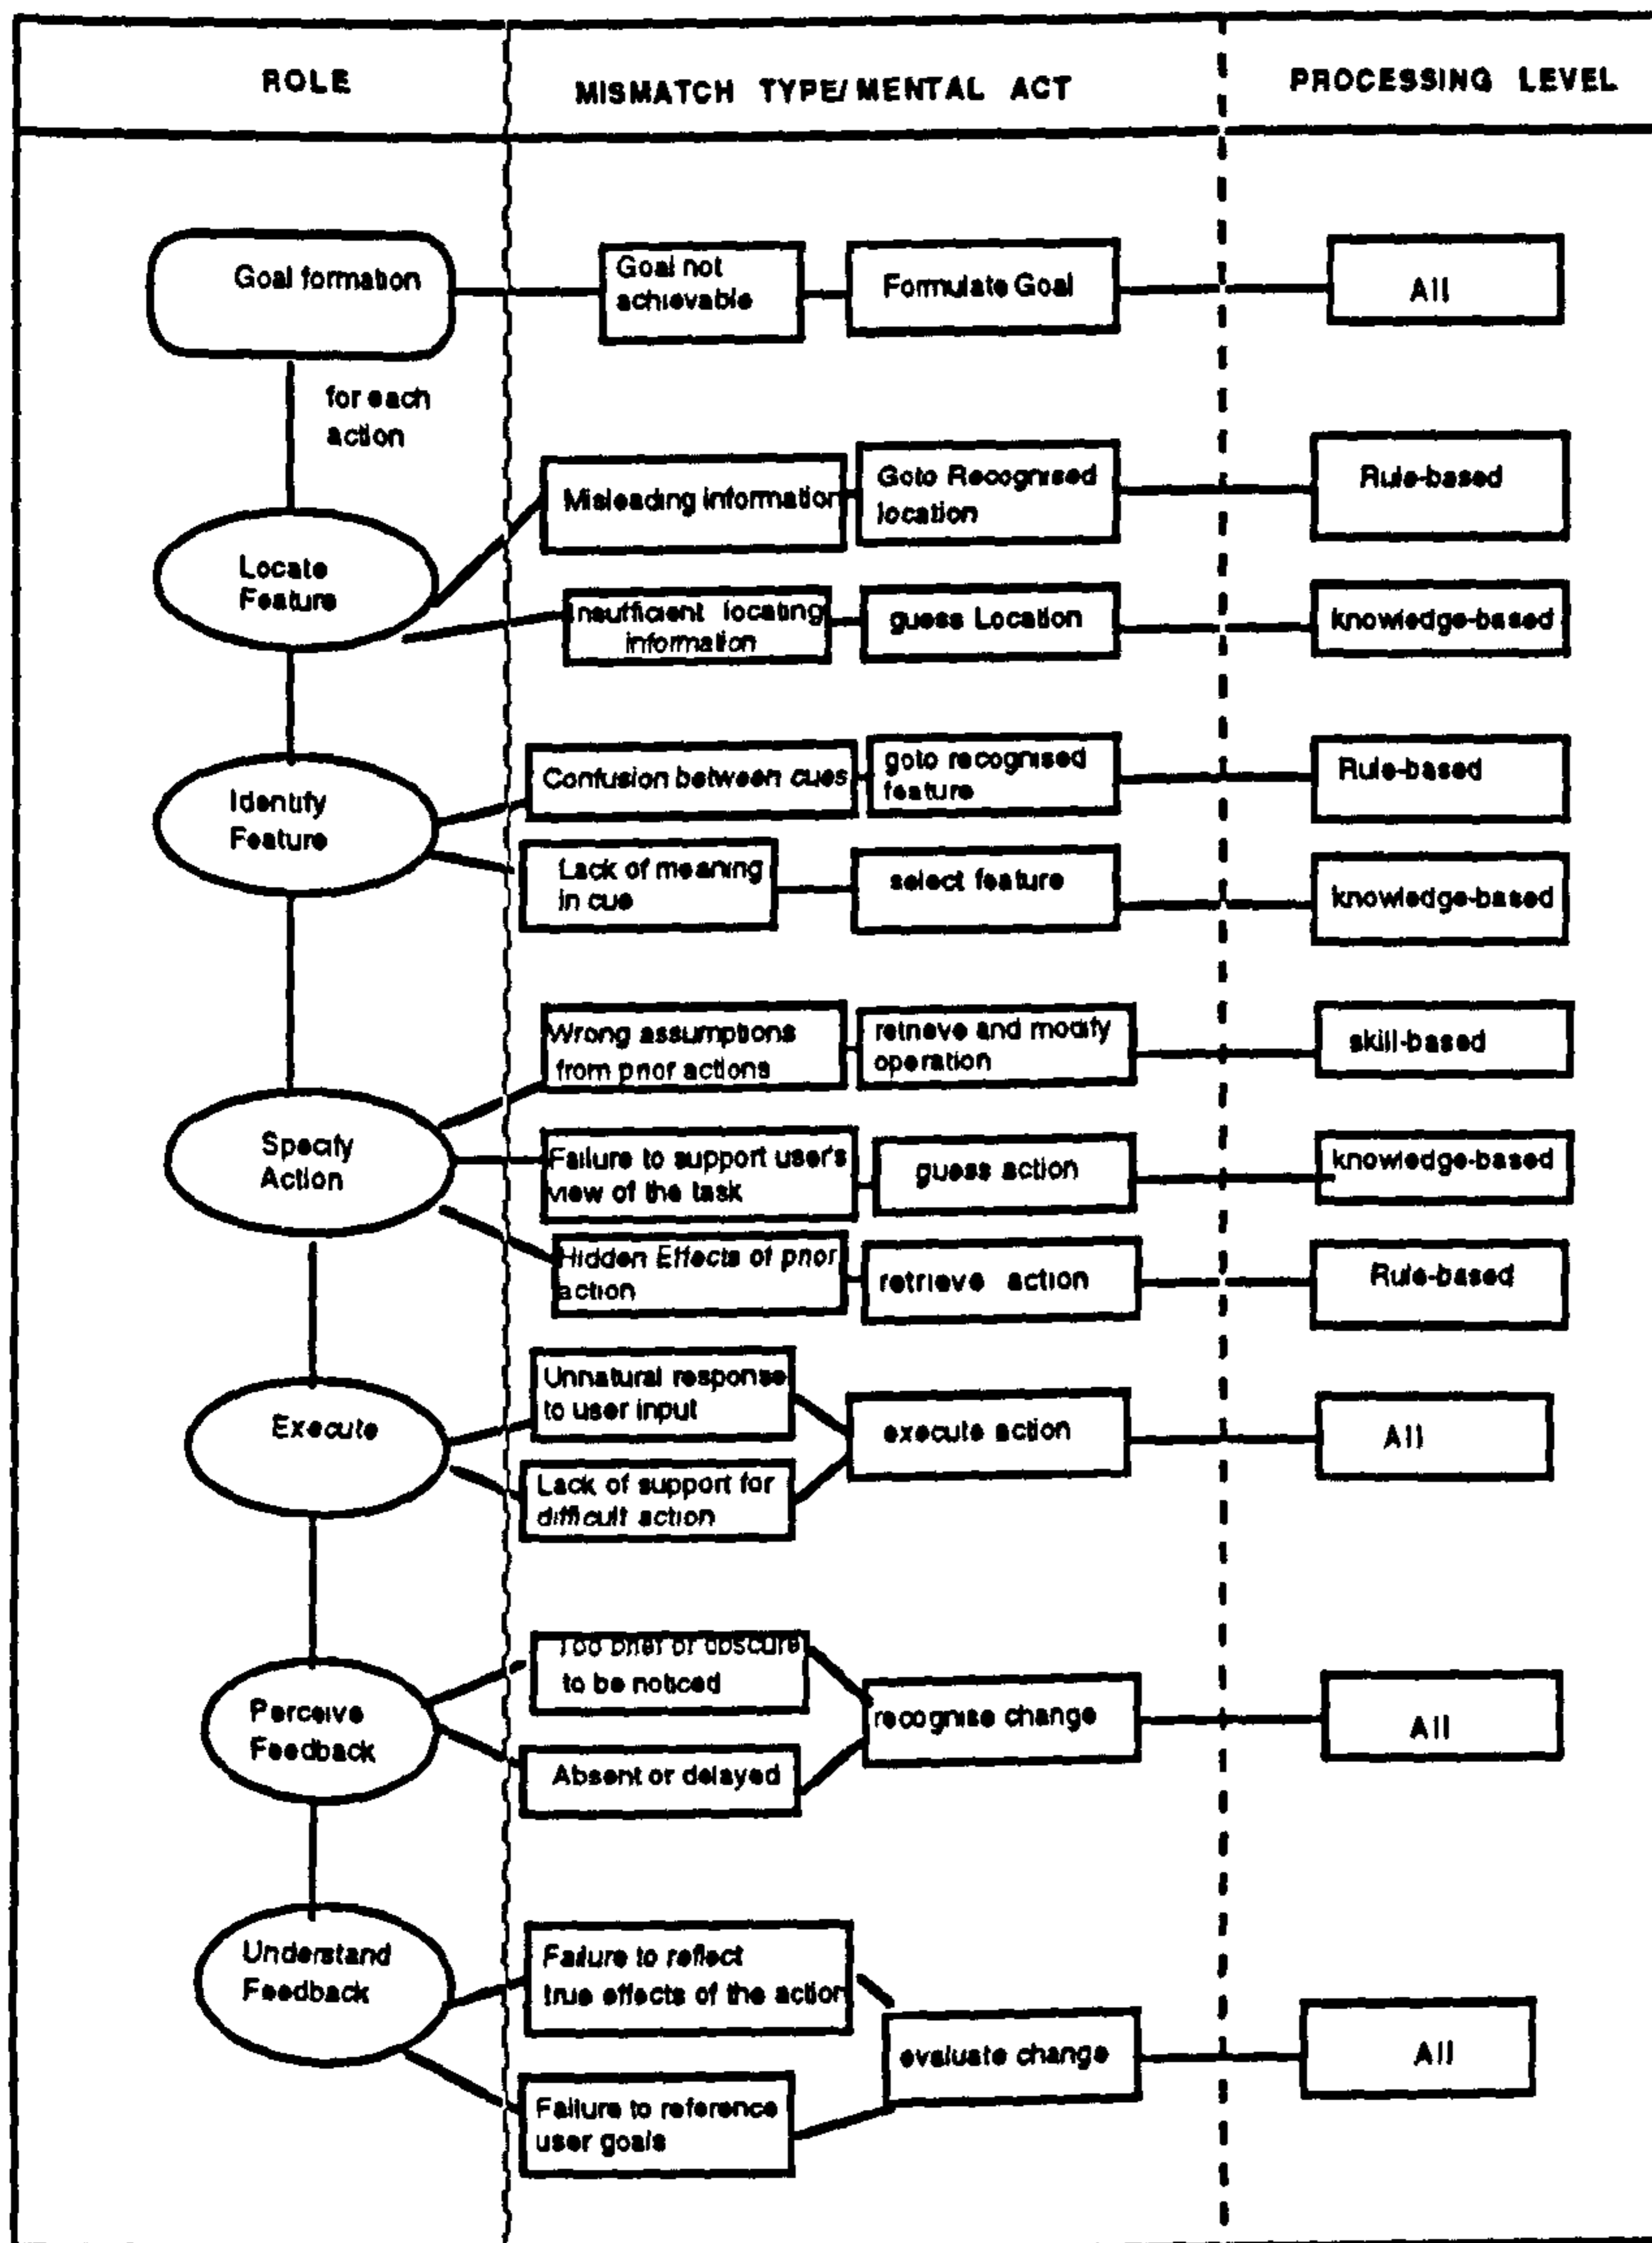 ROLE
MISMATCH TYPE/MENTAL ACT
PROCESSING LEVEL
Goal formation
Goal not
achievable
Formulate Goal
All
for each
action
Locate
Feature
Misleading information
Goto Recognised
location
Rule-based
Insufficient locating
information
guess Location
knowledge-based
Identify
Feature
Confusion between cues
goto recognised
feature
Rule-based
Lack of meaning
in cue
select feature
knowledge-based
Specify
Action
Wrong assumptions
from prior actions
retrieve and modify
operation
skill-based
Failure to support user's
view of the task
guess action
knowledge-based
Hidden Effects of prior
action
retrieve action
Rule-based
Execute
Unnatural response
to user input
Lack of support for
difficult action
execute action
All
Perceive
Feedback
Too brief or obscure
to be noticed
Absent or delayed
recognise change
All
Understand
Feedback
Failure to reflect
true effects of the action
Failure to reference
user goals
evaluate change
All